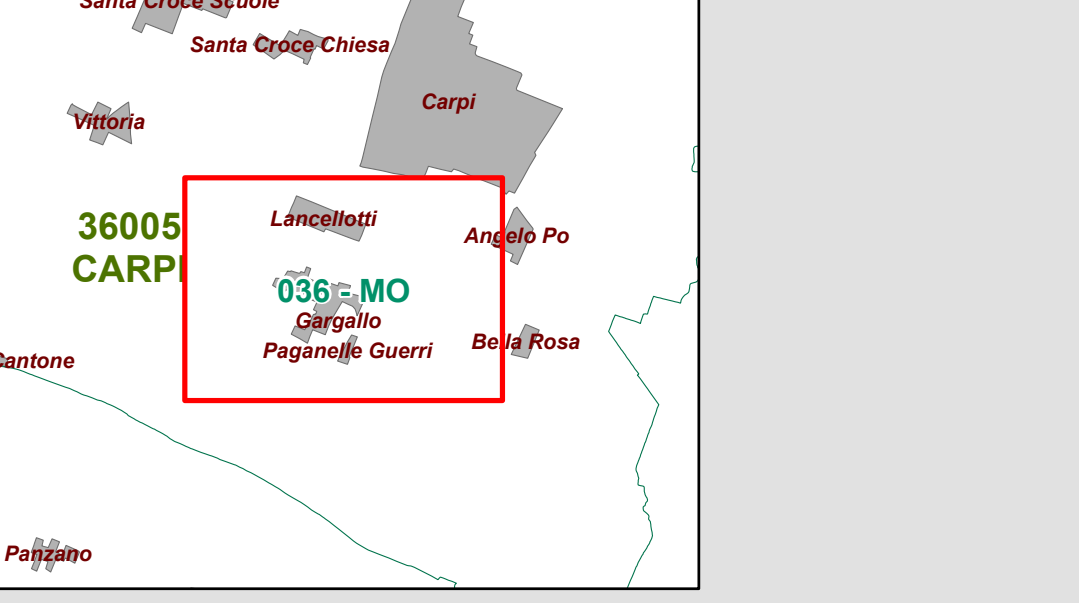 Santa Croce Scuole
Santa Croce Chiesa
Carpi
Vittoria
36005
CARPI
Lancellotti
Angelo Po
036 - MO
Gargallo
Paganelle Guerri
Bella Rosa
Cantone
Panzano